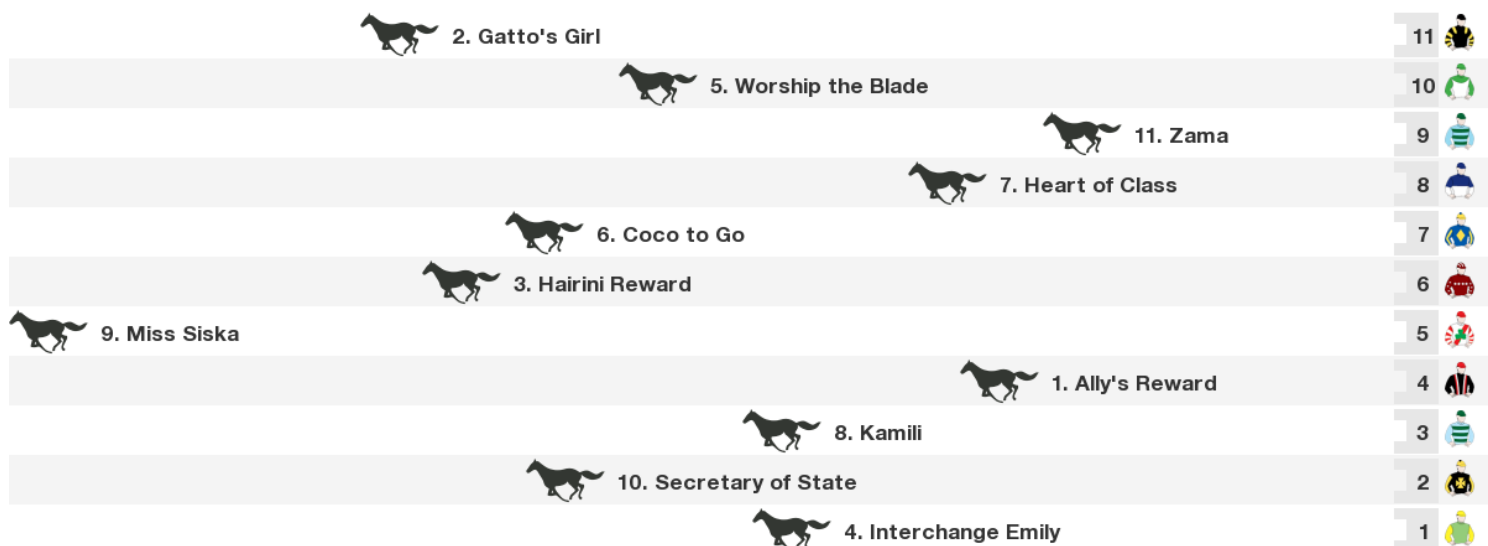 2. Gatto's Girl 11
5. Worship the Blade 10
11. Zama 9
7. Heart of Class 8
6. Coco to Go 7
3. Hairini Reward 6
9. Miss Siska 5
1. Ally's Reward 4
8. Kamili 3
10. Secretary of State 2
4. Interchange Emily 1